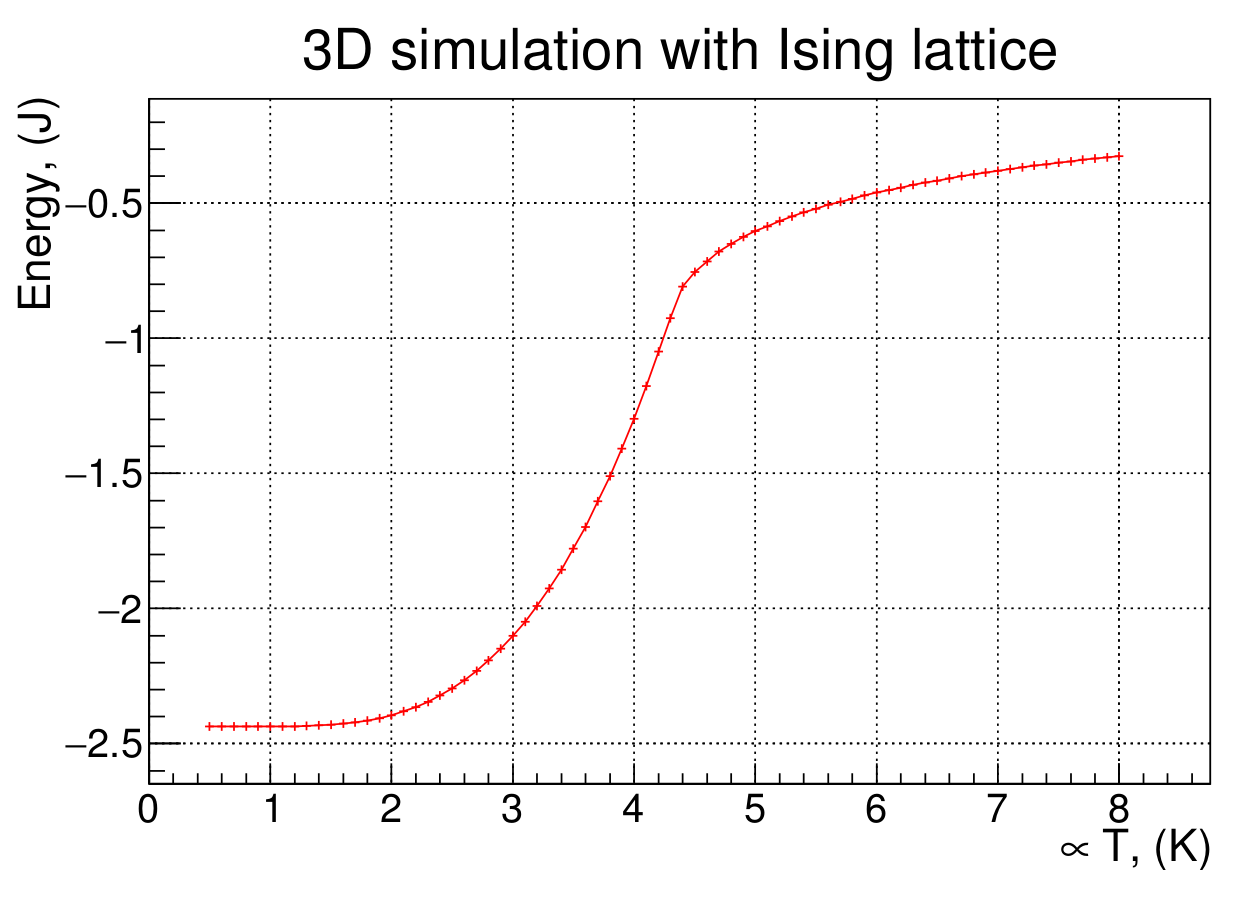 3D simulation with Ising lattice
Energy, (J)
−0.5
−1
−1.5
−2
−2.5
0 1 2 3 4 5 6 7 8
∝ T, (K)